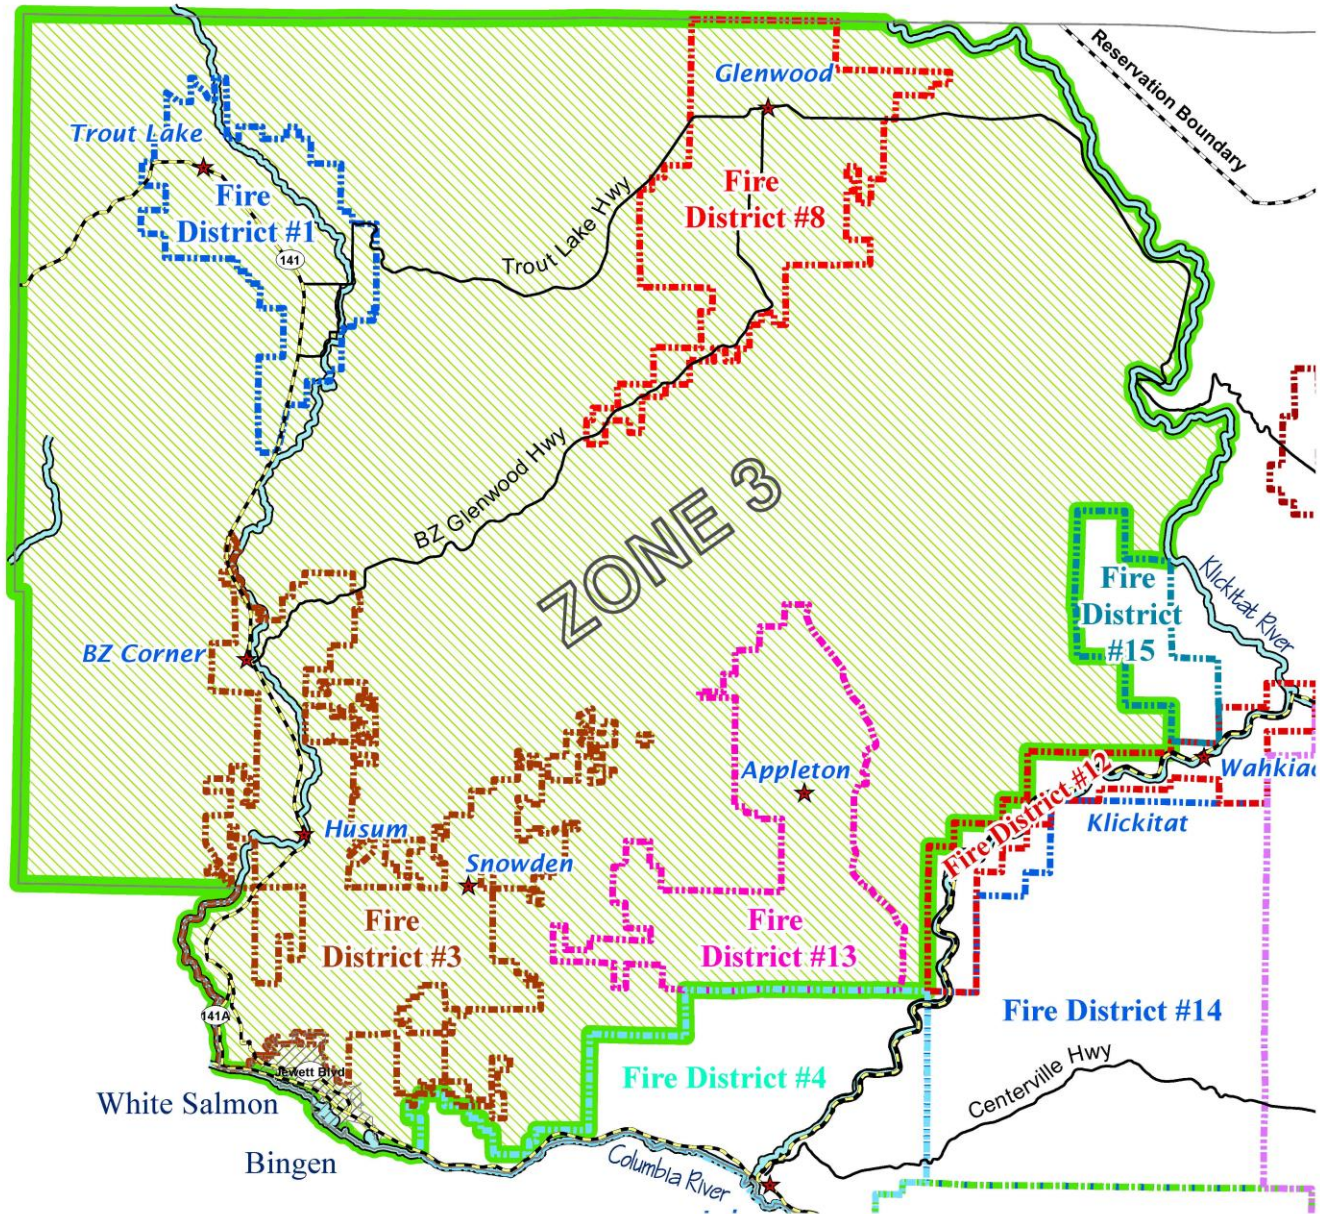 Reservation Boundary
Glenwood
Trout Lake
Fire
District #1
141
Fire
District #8
Trout Lake Hwy
BZ Glenwood Hwy
ZONE 3
Fire
District
#15
Klickitat River
BZ Corner
Appleton
Fire District #12
Klickitat
Husum
Snowden
Fire
District #3
Fire
District #13
141A
Fire District #14
Jewett Blvd
Fire District #4
Centerville Hwy
White Salmon
Bingen
Columbia River